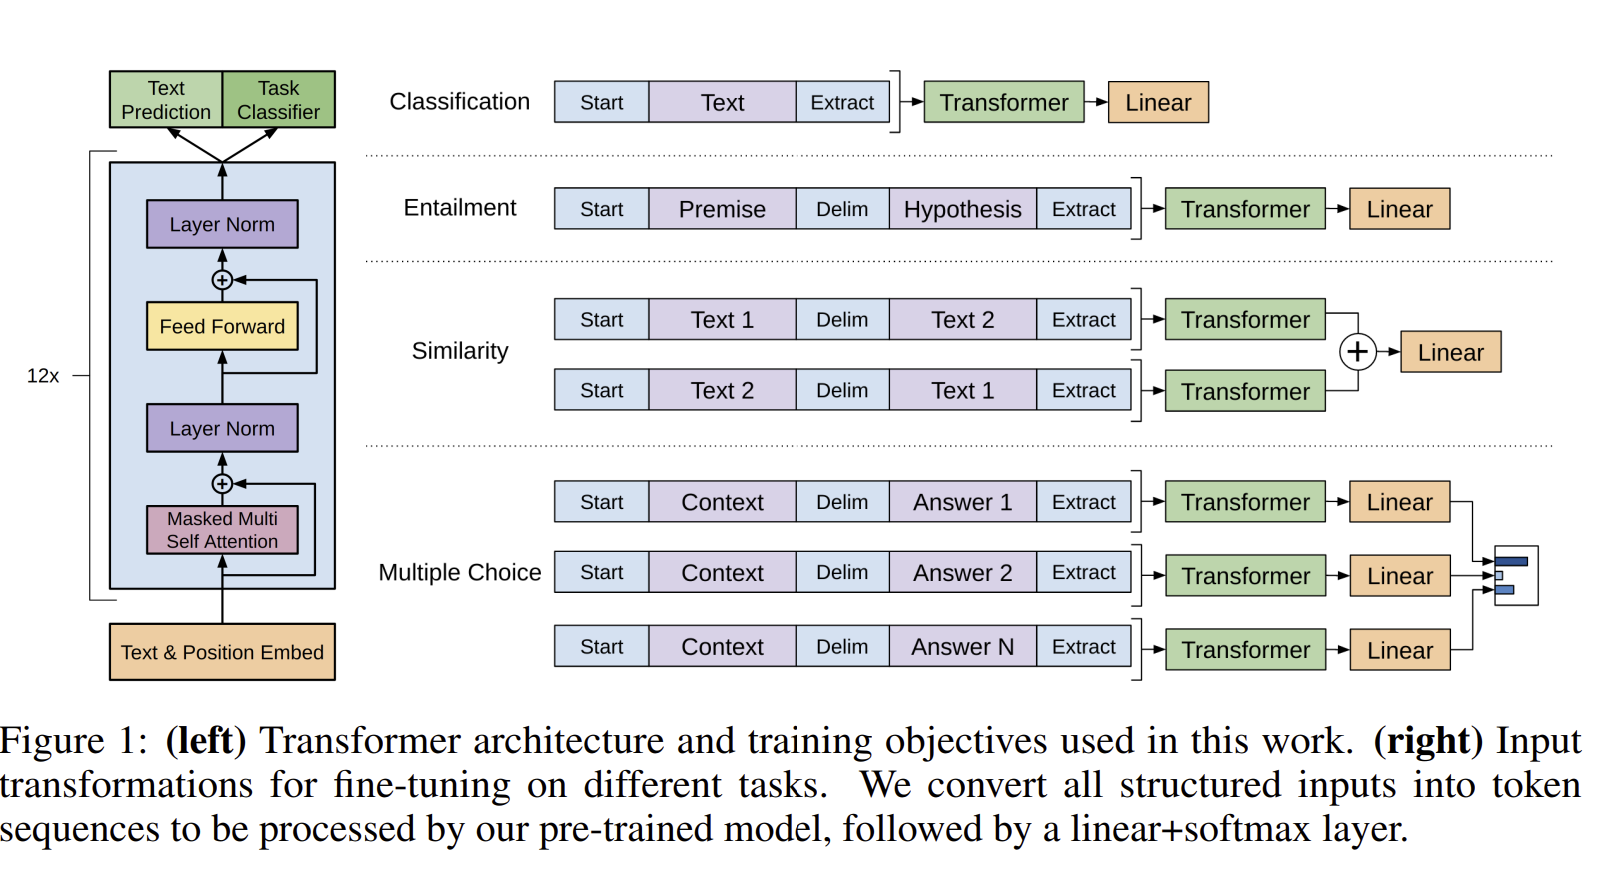 Text
Prediction
Task
Classifier
Layer Norm
+
Feed Forward
12x
Layer Norm
+
Masked Multi
Self Attention
Text & Position Embed
Classification
Start Text Extract Transformer Linear
Entailment
Start Premise Delim Hypothesis Extract Transformer Linear
Similarity
Start Text 1 Delim Text 2 Extract Transformer
+ Linear
Start Text 2 Delim Text 1 Extract Transformer
Multiple Choice
Start Context Delim Answer 1 Extract Transformer Linear
Start Context Delim Answer 2 Extract Transformer Linear
Start Context Delim Answer N Extract Transformer Linear
Figure 1: (left) Transformer architecture and training objectives used in this work. (right) Input
transformations for fine-tuning on different tasks. We convert all structured inputs into token
sequences to be processed by our pre-trained model, followed by a linear+softmax layer.